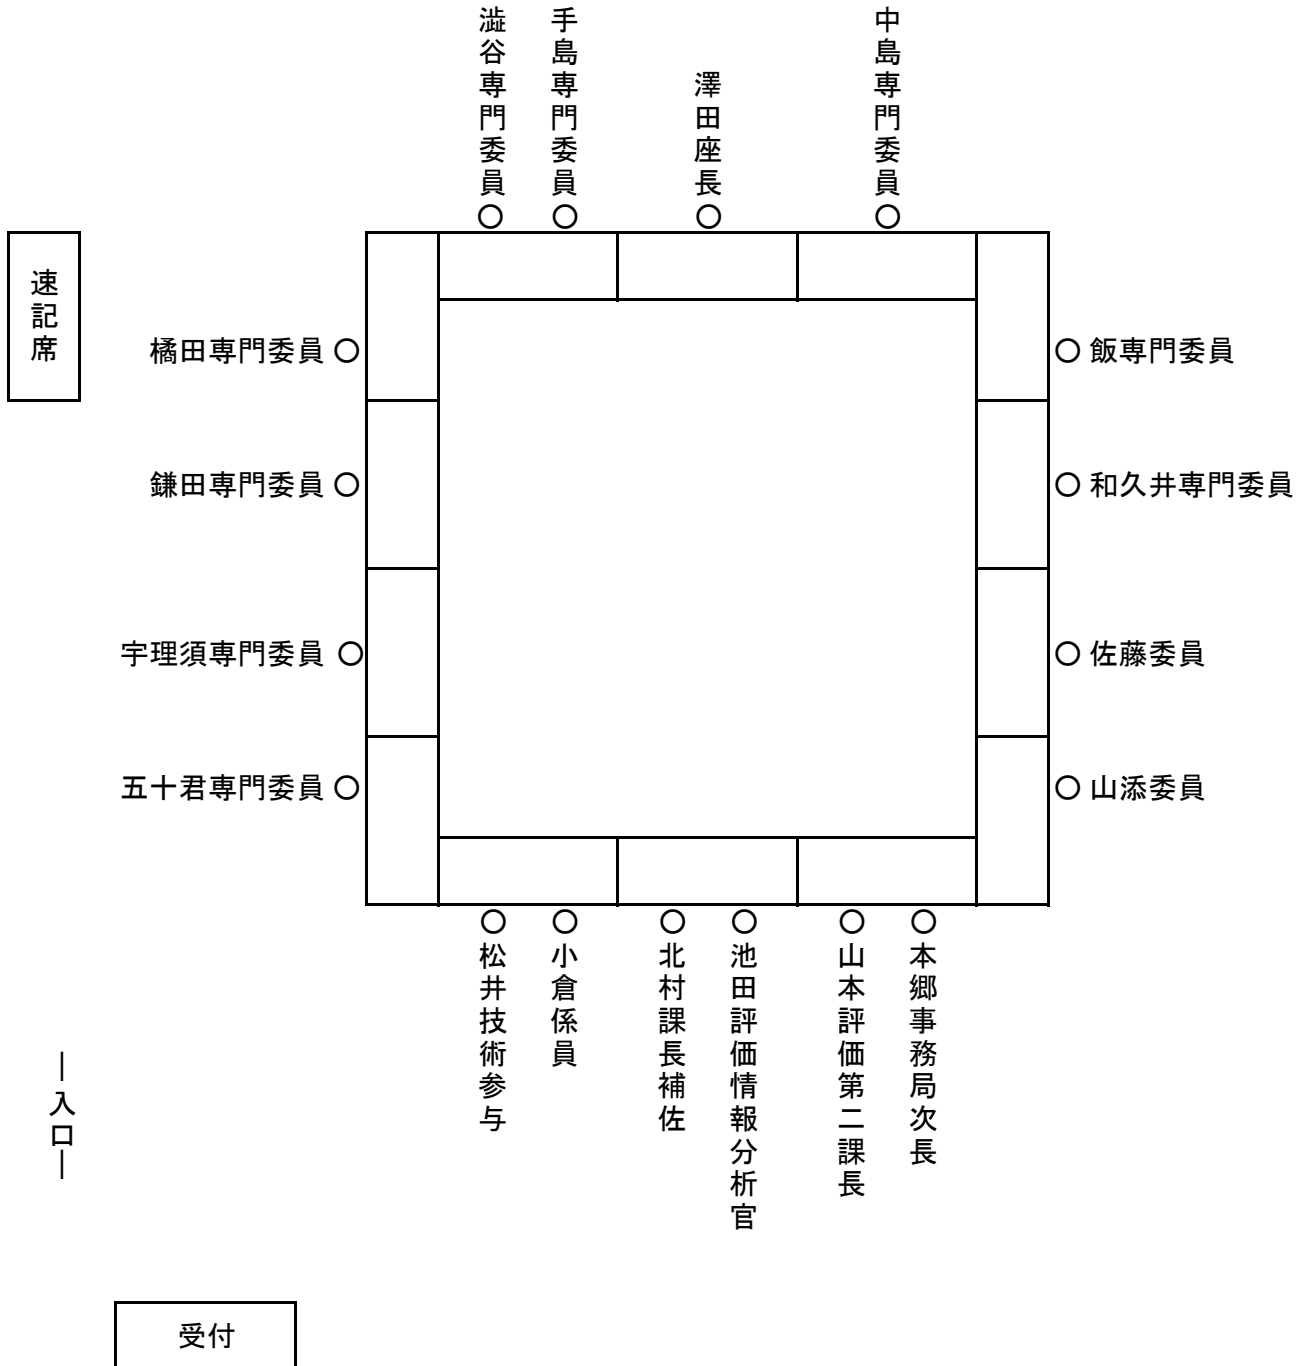 澁谷専門委員
手島専門委員
澤田座長
中島専門委員
速記席
橘田専門委員
飯専門委員
鎌田専門委員
和久井専門委員
宇理須専門委員
佐藤委員
五十君専門委員
山添委員
松井技術参与
小倉係員
北村課長補佐
池田評価情報分析官
山本評価第二課長
本郷事務局次長
―入口―
受付